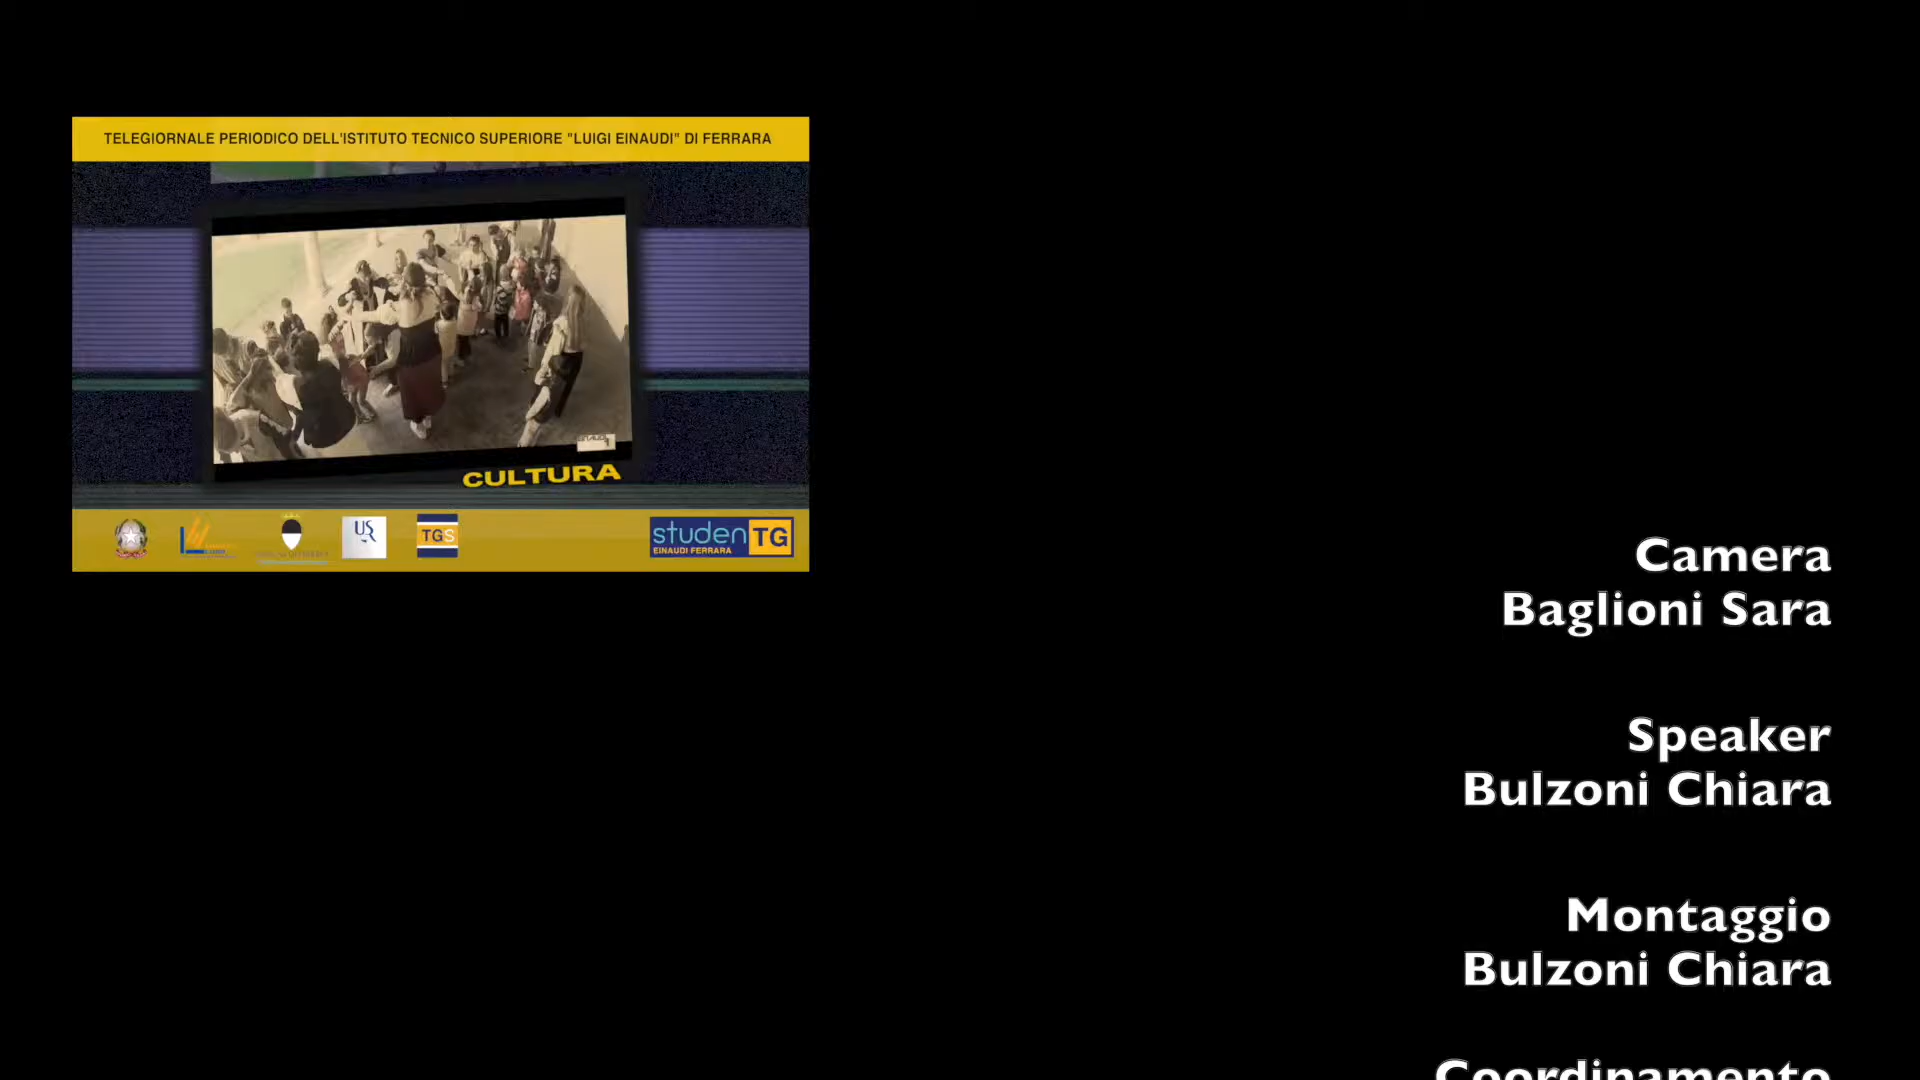 TELEGIORNALE PERIODICO DELL'ISTITUTO TECNICO SUPERIORE "LUIGI EINAUDI" DI FERRARA
CULTURA
USR
TGS
studenTG
EINAUDI FERRARA
Camera
Baglioni Sara
Speaker
Bulzoni Chiara
Montaggio
Bulzoni Chiara
Coordinamento